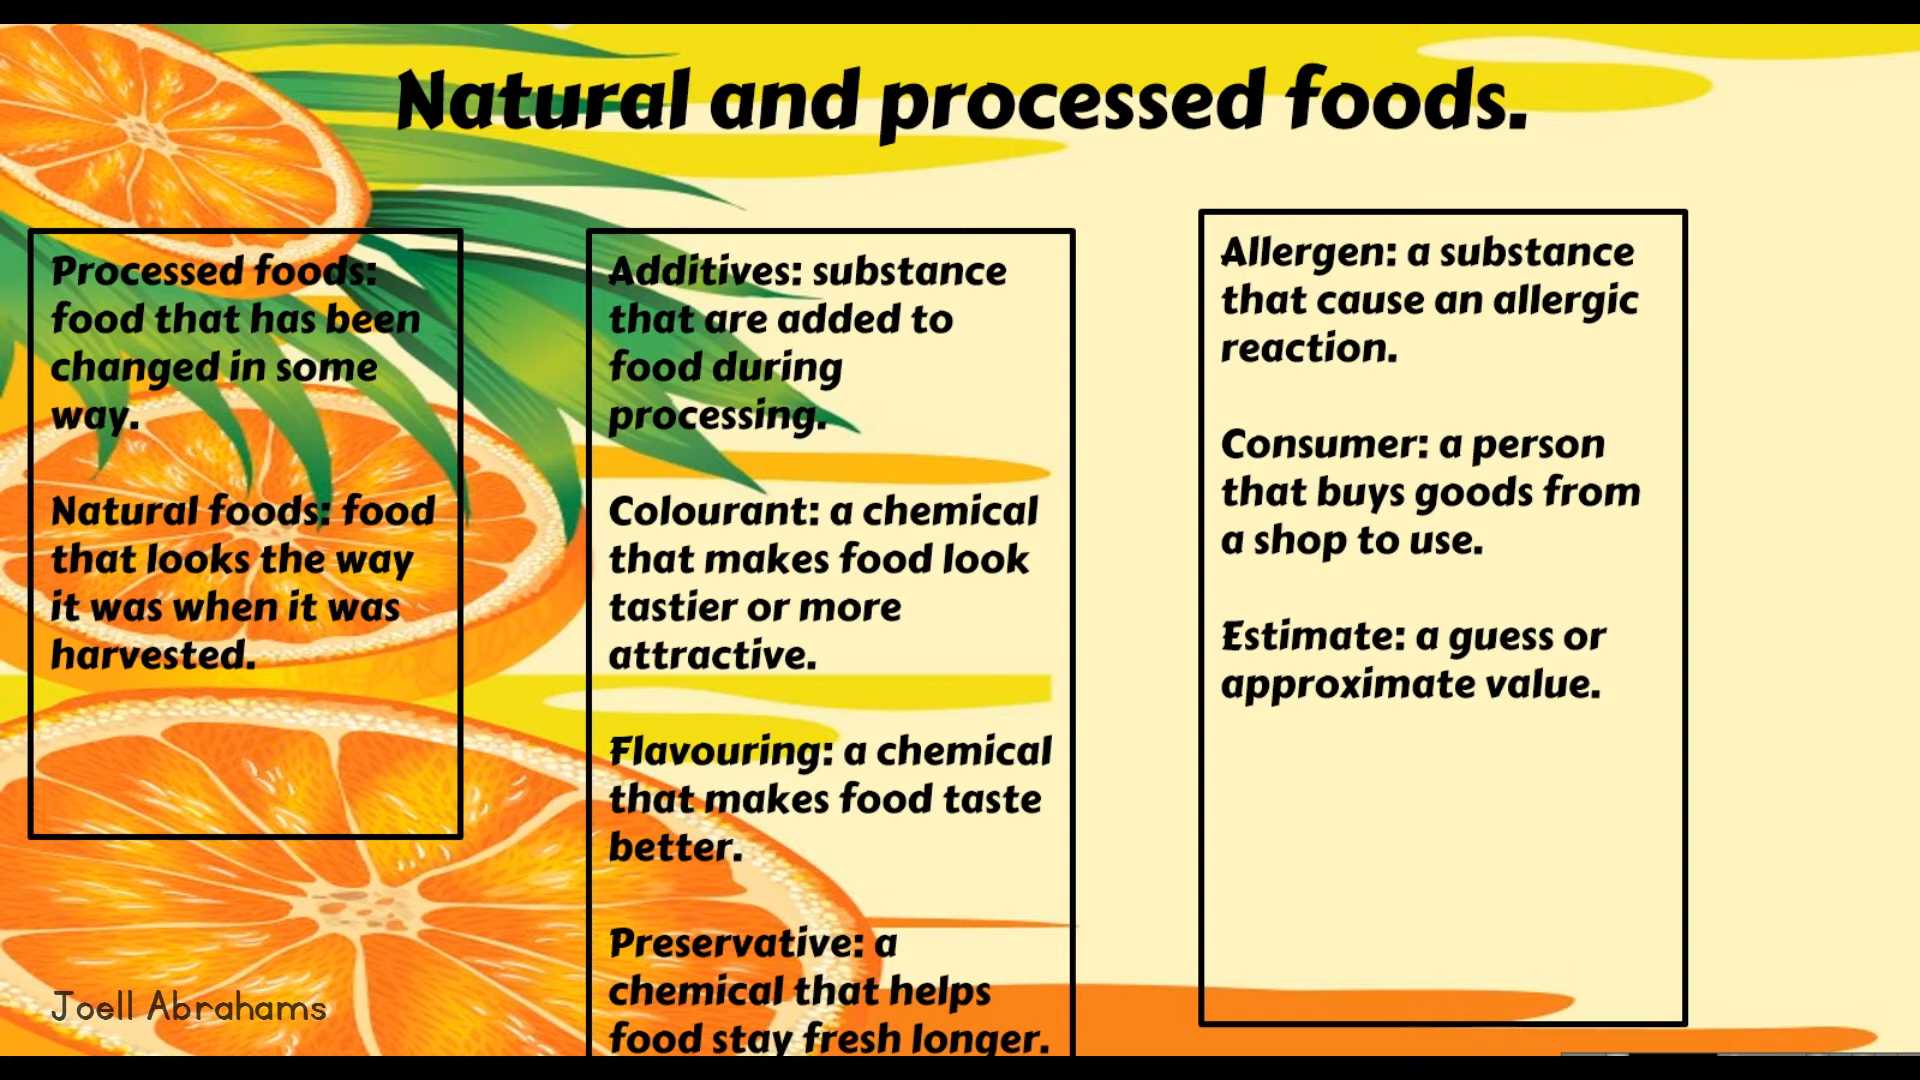 Natural and processed foods.
Processed foods:
food that has been
changed in some
way.
Natural foods: food
that looks the way
it was when it was
harvested.
Additives: substance
that are added to
food during
processing.
Colourant: a chemical
that makes food look
tastier or more
attractive.
Flavouring: a chemical
that makes food taste
better.
Preservative: a
chemical that helps
food stay fresh longer.
Allergen: a substance
that cause an allergic
reaction.
Consumer: a person
that buys goods from
a shop to use.
Estimate: a guess or
approximate value.
Joell Abrahams